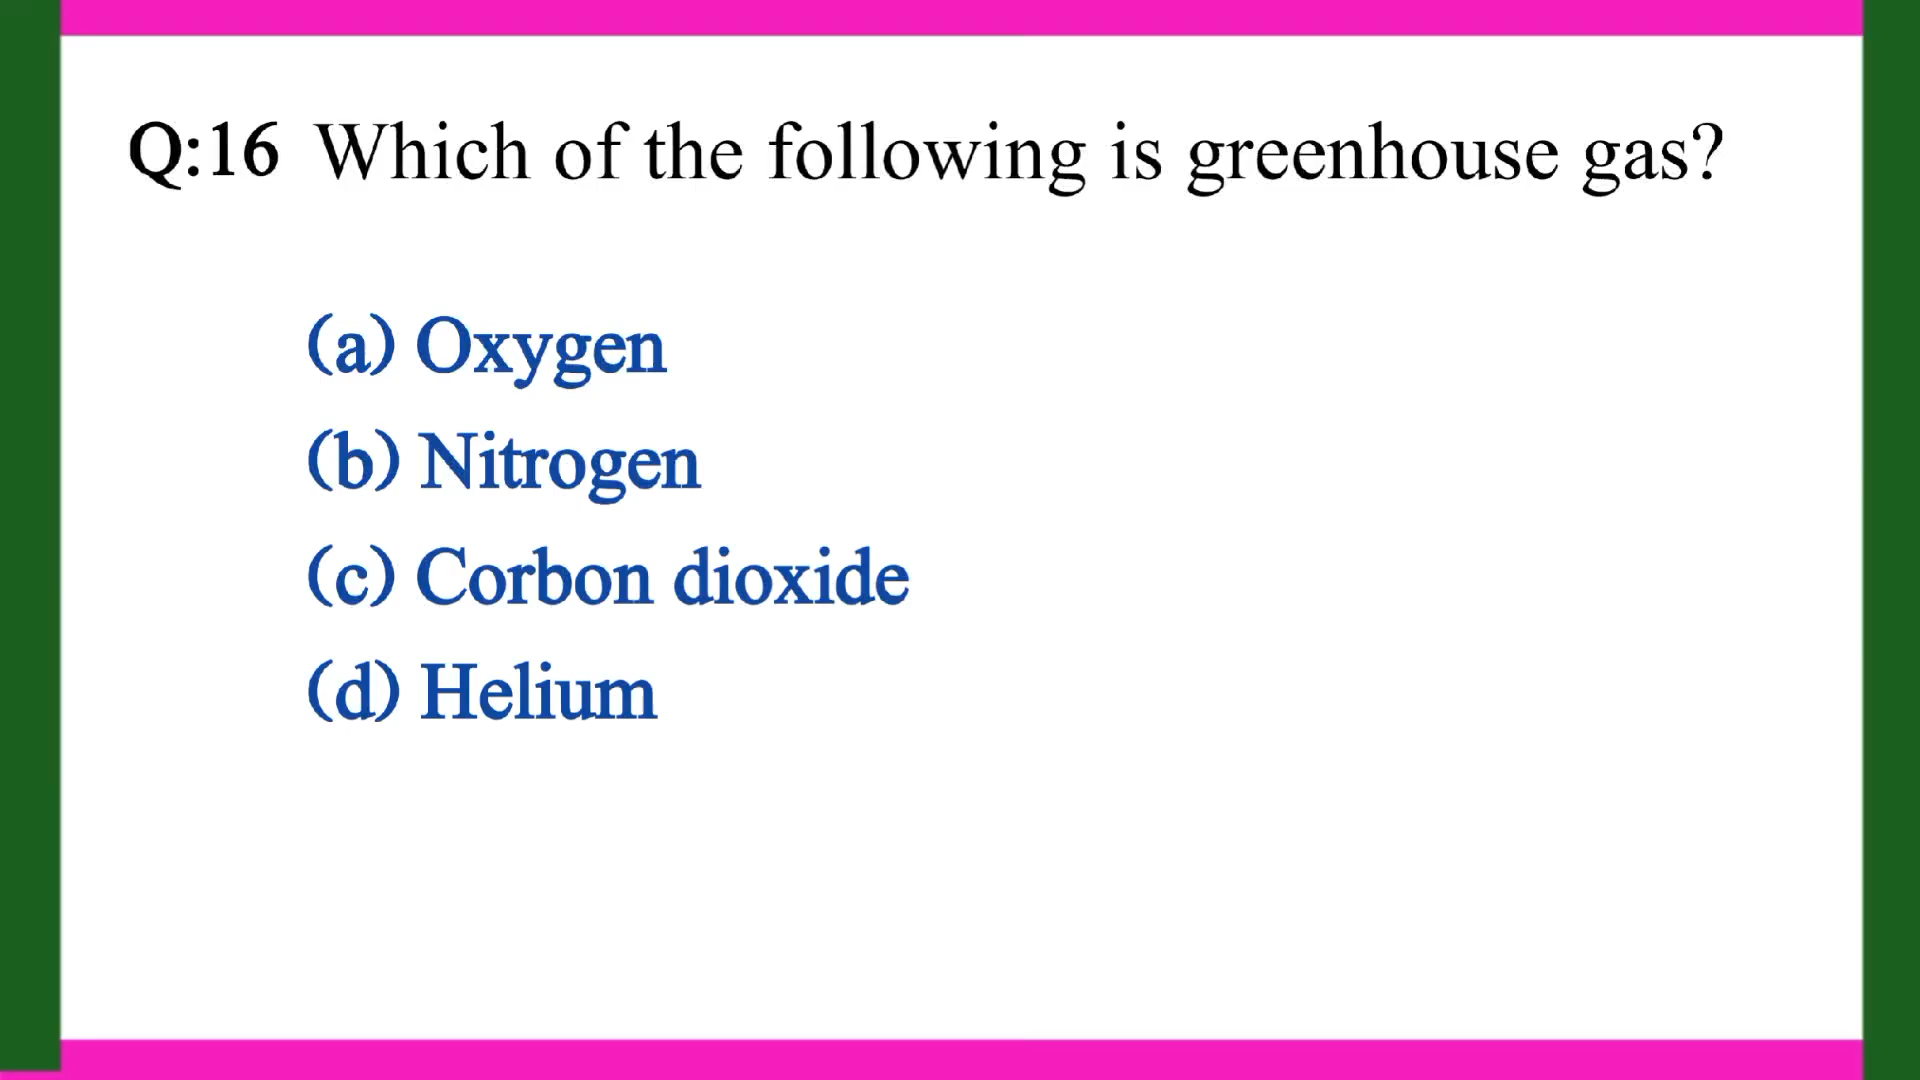 Q:16 Which of the following is greenhouse gas?
(a) Oxygen
(b) Nitrogen
(c) Corbon dioxide
(d) Helium